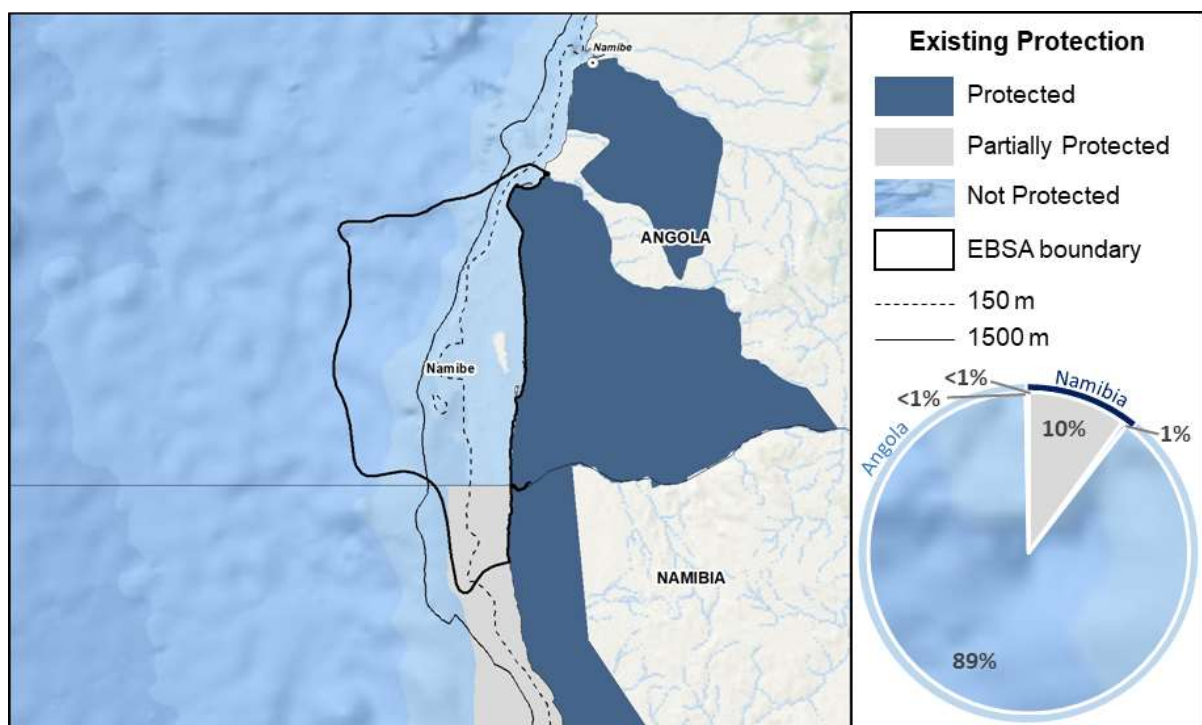 Namibe
ANGOLA
Namibe
NAMIBIA
Existing Protection
Protected
Partially Protected
Not Protected
EBSA boundary
150 m
1500 m
<1%
Namibia
<1%
10%
1%
Angola
89%